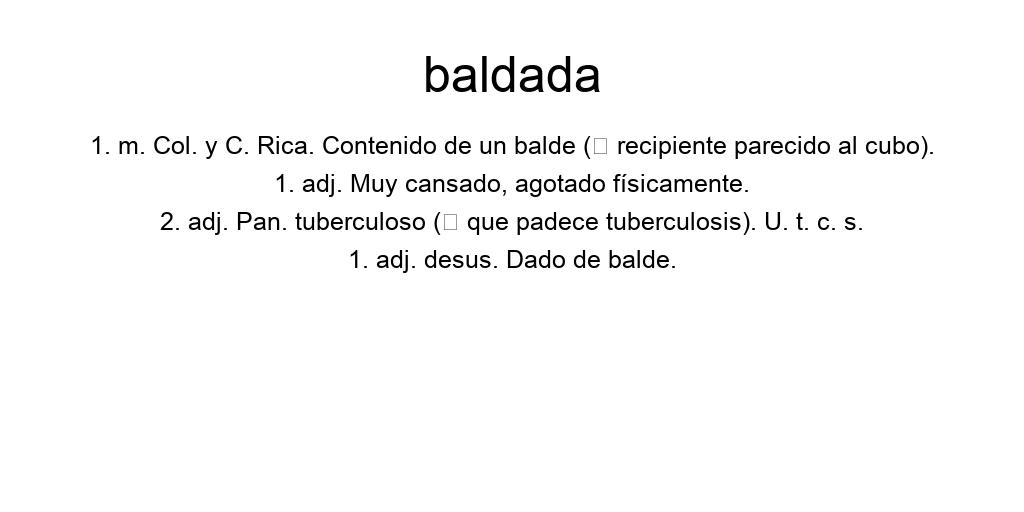 baldada
1. m. Col. y C. Rica. Contenido de un balde (▯ recipiente parecido al cubo).
1. adj. Muy cansado, agotado físicamente.
2. adj. Pan. tuberculoso (▯ que padece tuberculosis). U. t. c. s.
1. adj. desus. Dado de balde.